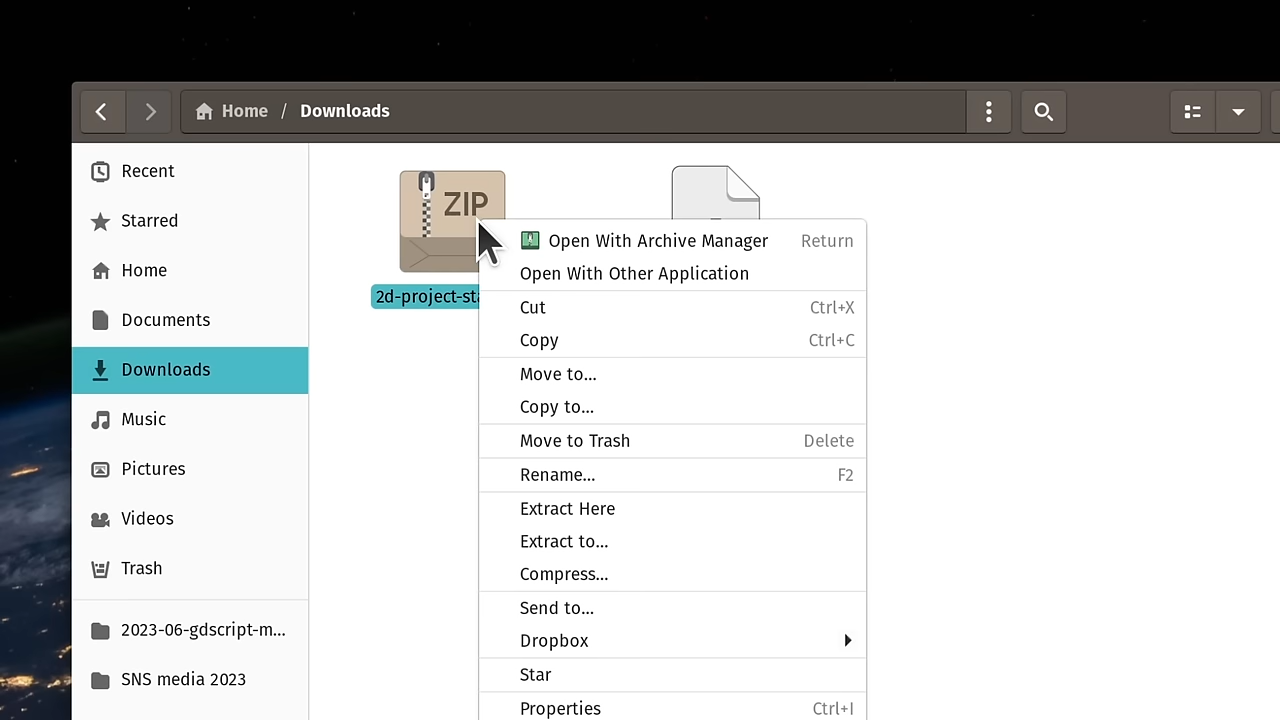 Home / Downloads
Recent
Starred
Home
Documents
Downloads
Music
Pictures
Videos
Trash
2023-06-gdscript-m...
SNS media 2023
ZIP
2d-project-sta
Open With Archive Manager Return
Open With Other Application
Cut Ctrl+X
Copy Ctrl+C
Move to...
Copy to...
Move to Trash Delete
Rename... F2
Extract Here
Extract to...
Compress...
Send to...
Dropbox
Star
Properties Ctrl+I